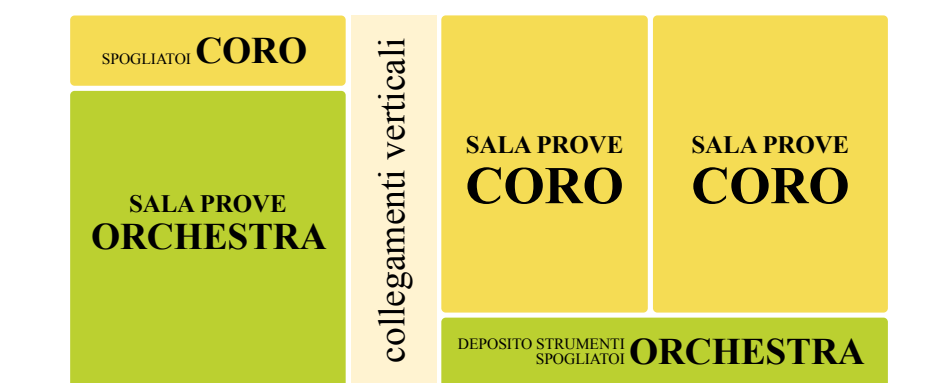 SPOGLIATOI CORO
SALA PROVE
ORCHESTRA
collegamenti verticali
SALA PROVE
CORO
SALA PROVE
CORO
DEPOSITO STRUMENTI
SPOGLIATOI ORCHESTRA